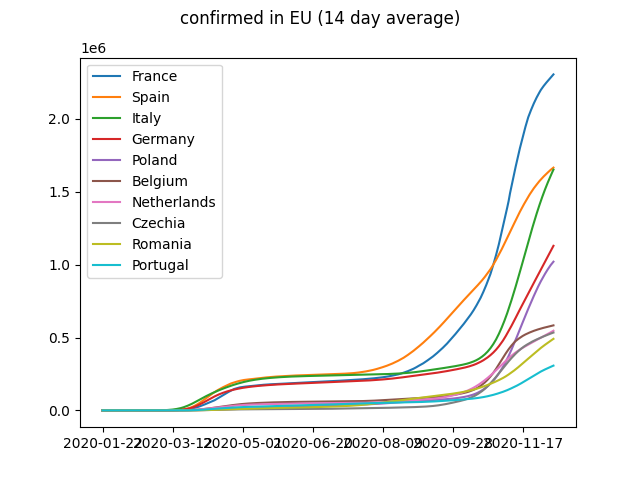 confirmed in EU (14 day average)
1e6
France
Spain
Italy
Germany
Poland
Belgium
Netherlands
Czechia
Romania
Portugal
2.0
1.5
1.0
0.5
0.0
2020-01-22 2020-03-12 2020-05-01 2020-06-20 2020-08-09 2020-09-28 2020-11-17